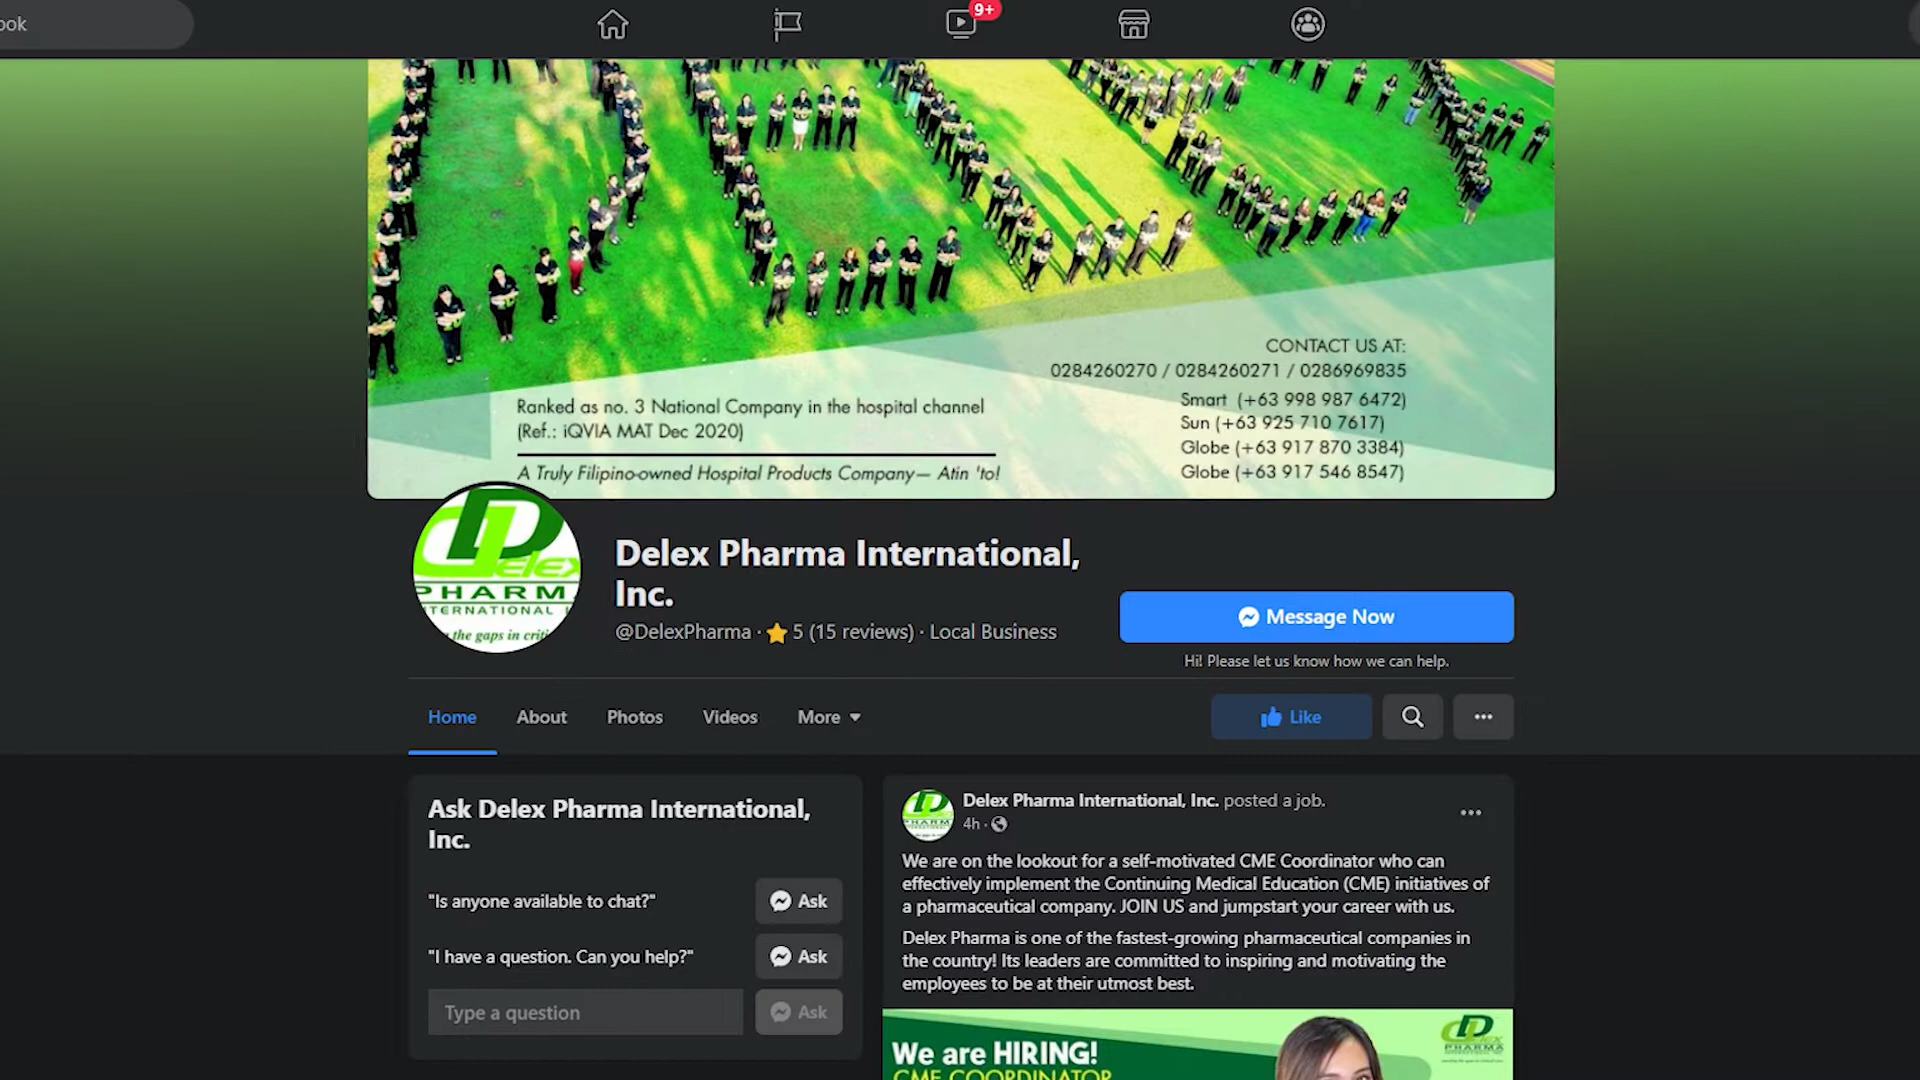 ook
9+
CONTACT US AT:
0284260270 / 0284260271 / 0286969835
Smart (+63 998 987 6472)
Sun (+63 925 710 7617)
Globe (+63 917 870 3384)
Globe (+63 917 546 8547)
Ranked as no. 3 National Company in the hospital channel
(Ref.: iQVIA MAT Dec 2020)
A Truly Filipino-owned Hospital Products Company— Atin 'to!
Delex
PHARM
TERNATIONAL I
the gaps in criti
Delex Pharma International,
Inc.
@DelexPharma · 5 (15 reviews) · Local Business
Message Now
Hi! Please let us know how we can help.
Home About Photos Videos More
Like
Ask Delex Pharma International,
Inc.
"Is anyone available to chat?" Ask
"I have a question. Can you help?" Ask
Type a question Ask
Delex Pharma International, Inc. posted a job.
4h ·
We are on the lookout for a self-motivated CME Coordinator who can
effectively implement the Continuing Medical Education (CME) initiatives of
a pharmaceutical company. JOIN US and jumpstart your career with us.
Delex Pharma is one of the fastest-growing pharmaceutical companies in
the country! Its leaders are committed to inspiring and motivating the
employees to be at their utmost best.
We are HIRING!
CME COORDINATOR
Delex
PHARMA